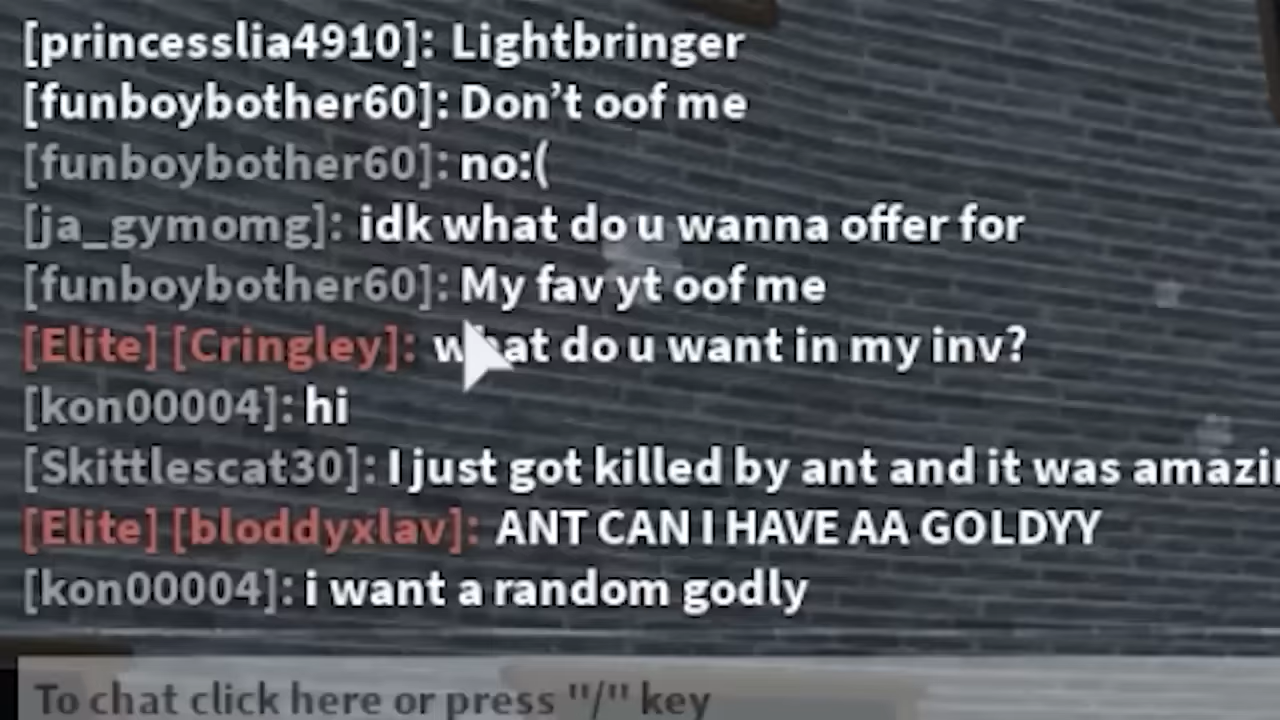 [princesslia4910]: Lightbringer
[funboybother60]: Don’t oof me
[funboybother60]: no:(
[ja_gymomg]: idk what do u wanna offer for
[funboybother60]: My fav yt oof me
[Elite] [Cringley]: what do u want in my inv?
[kon00004]: hi
[Skittlescat30]: I just got killed by ant and it was amazin
[Elite] [bloddyxlav]: ANT CAN I HAVE AA GOLDYY
[kon00004]: i want a random godly
To chat click here or press "/" key